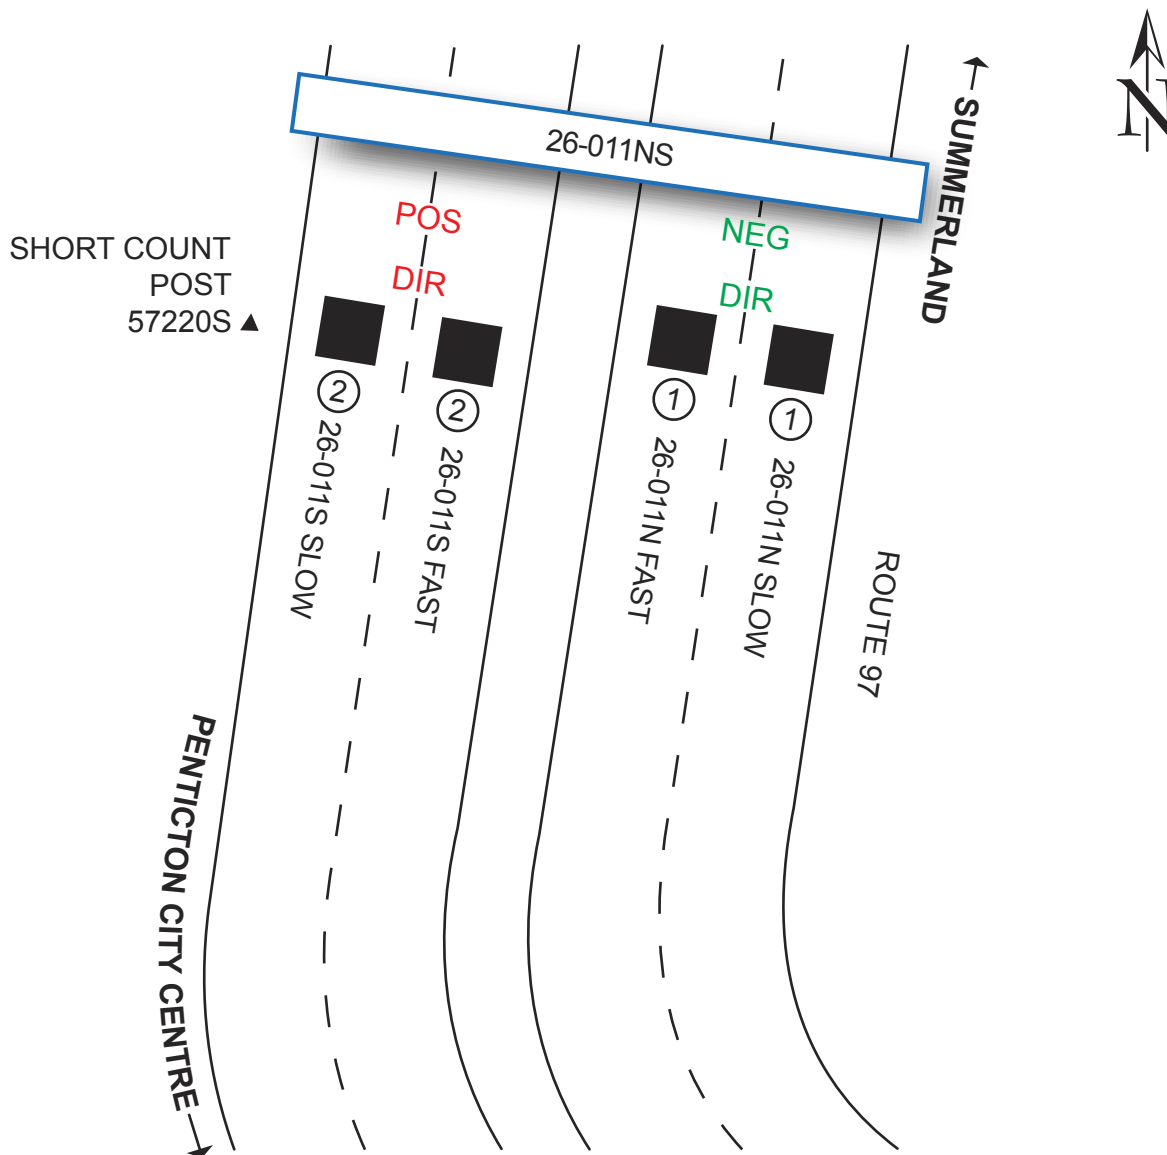 N
SUMMERLAND
26-011NS
POS
DIR
NEG
DIR
SHORT COUNT
POST
57220S
2
2
1
1
26-011S SLOW
26-011S FAST
26-011N FAST
26-011N SLOW
ROUTE 97
PENTICTON CITY CENTRE